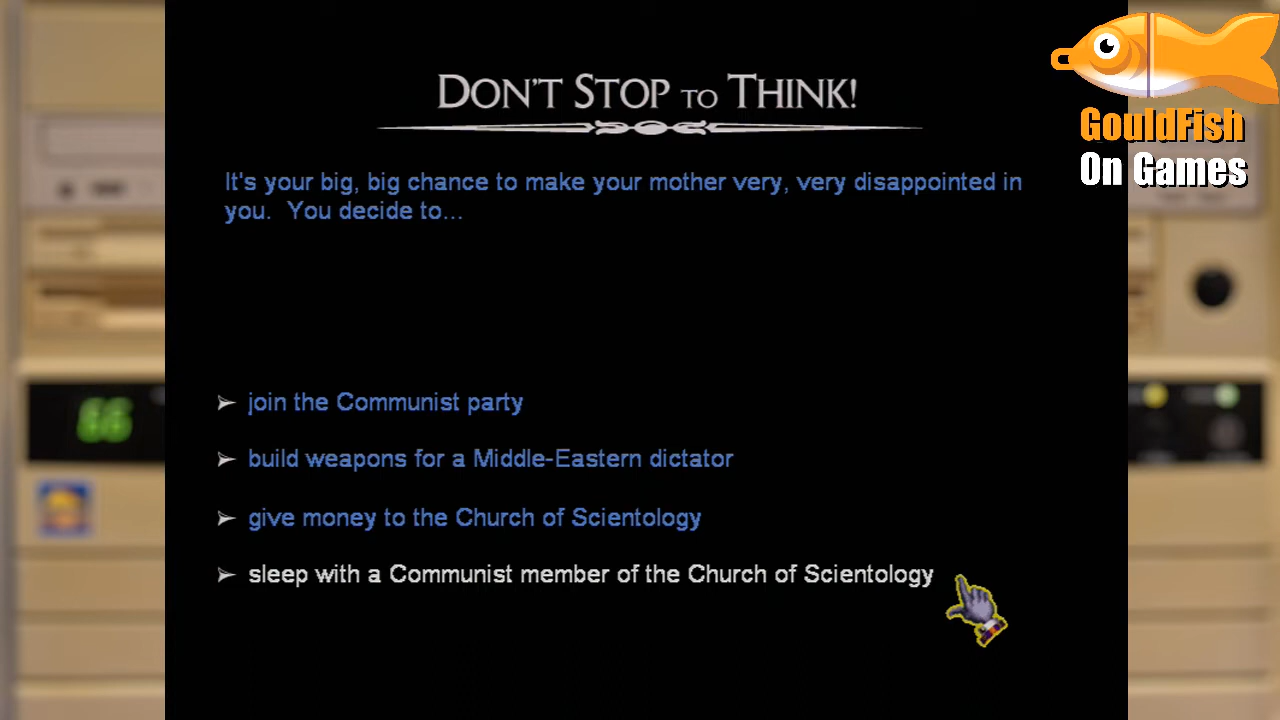 DON'T STOP TO THINK!
It's your big, big chance to make your mother very, very disappointed in
you.  You decide to...
join the Communist party
build weapons for a Middle-Eastern dictator
give money to the Church of Scientology
sleep with a Communist member of the Church of Scientology
GouldFish
On Games
66